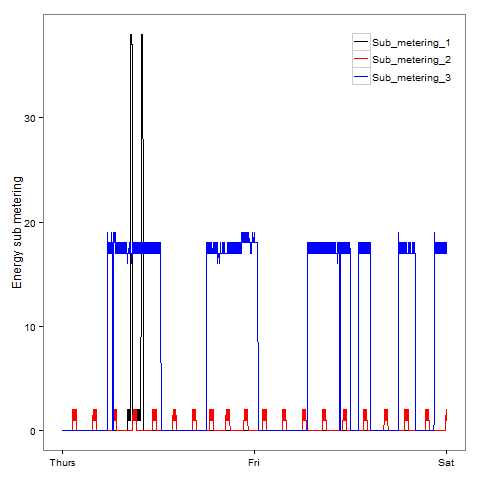 Sub_metering_1
Sub_metering_2
Sub_metering_3
Energy sub metering
30
20
10
0
Thurs Fri Sat